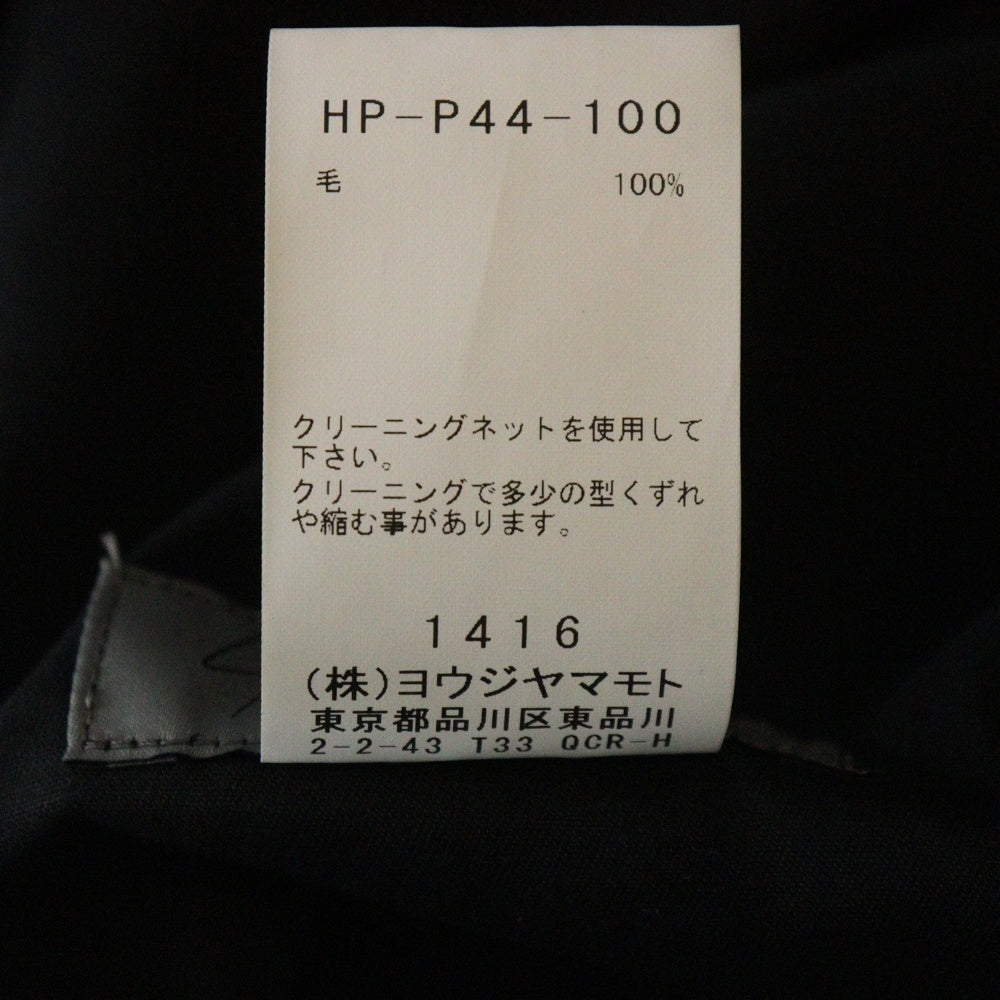 HP-P44-100
毛 100%
クリーニングネットを使用して
下さい。
クリーニングで多少の型くずれ
や縮む事があります。
1416
(株)ヨウジヤマモト
東京都品川区東品川
2-2-43 T33 QCR-H